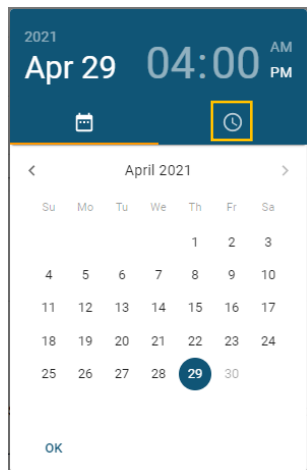 2021
Apr 29 04:00 AM PM
April 2021
Su Mo Tu We Th Fr Sa
1 2 3
4 5 6 7 8 9 10
11 12 13 14 15 16 17
18 19 20 21 22 23 24
25 26 27 28 29 30
OK